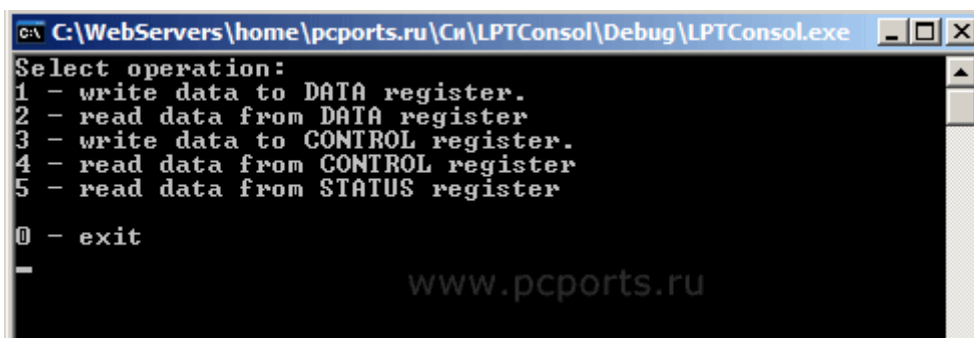 C:\WebServers\home\pcports.ru\Си\LPTConsol\Debug\LPTConsol.exe
Select operation:
1 - write data to DATA register.
2 - read data from DATA register
3 - write data to CONTROL register.
4 - read data from CONTROL register
5 - read data from STATUS register
0 - exit
www.pcports.ru